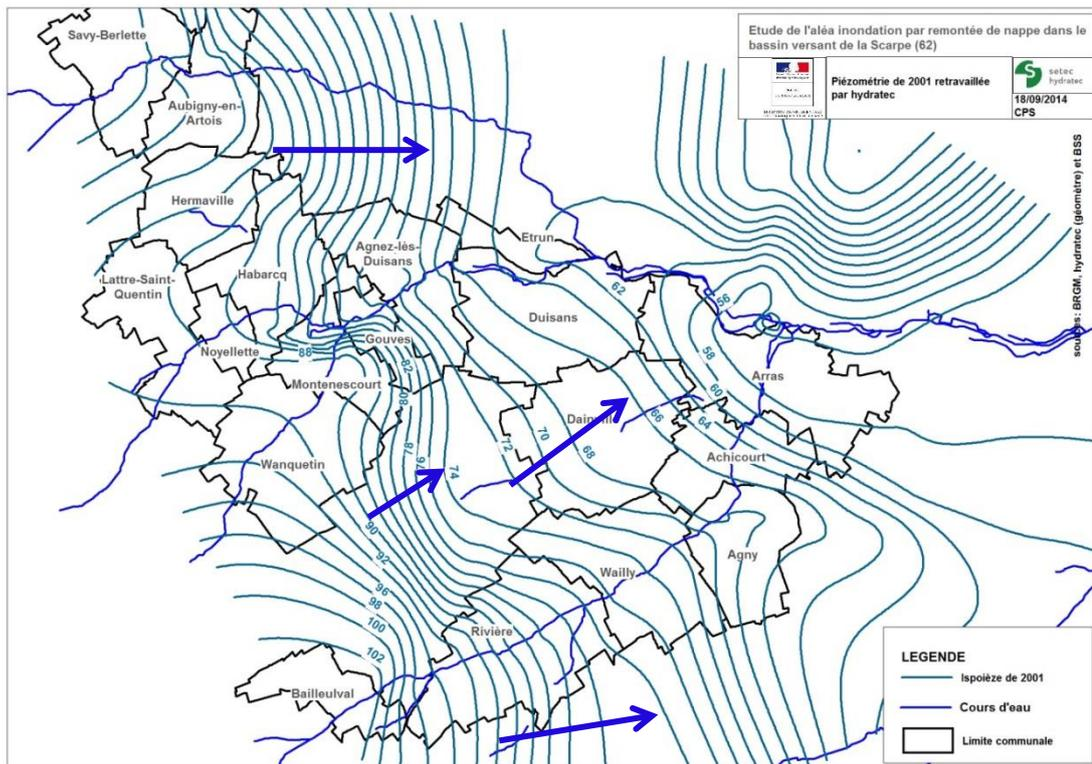 Etude de l'aléa inondation par remontée de nappe dans le
bassin versant de la Scarpe (62)
Piézométrie de 2001 retravaillée
par hydratec
setec
hydratec
18/09/2014
CPS
sources: BRGM, hydratec (géomètre) et BSS
Savy-Berlette
Aubigny-en-
Artois
Hermaville
Agnez-lès-
Duisans
Etrun
Lattre-Saint-
Quentin
Habarcq
62
56
Duisans
Noyellette
88
Gouves
82
58
Montenescourt
80
60
Arras
66
64
70
72
78
76
74
68
Achicourt
Wanquetin
90
92
Agny
Wailly
96
98
100
102
Rivière
Bailleulval
LEGENDE
Ispoièze de 2001
Cours d'eau
Limite communale